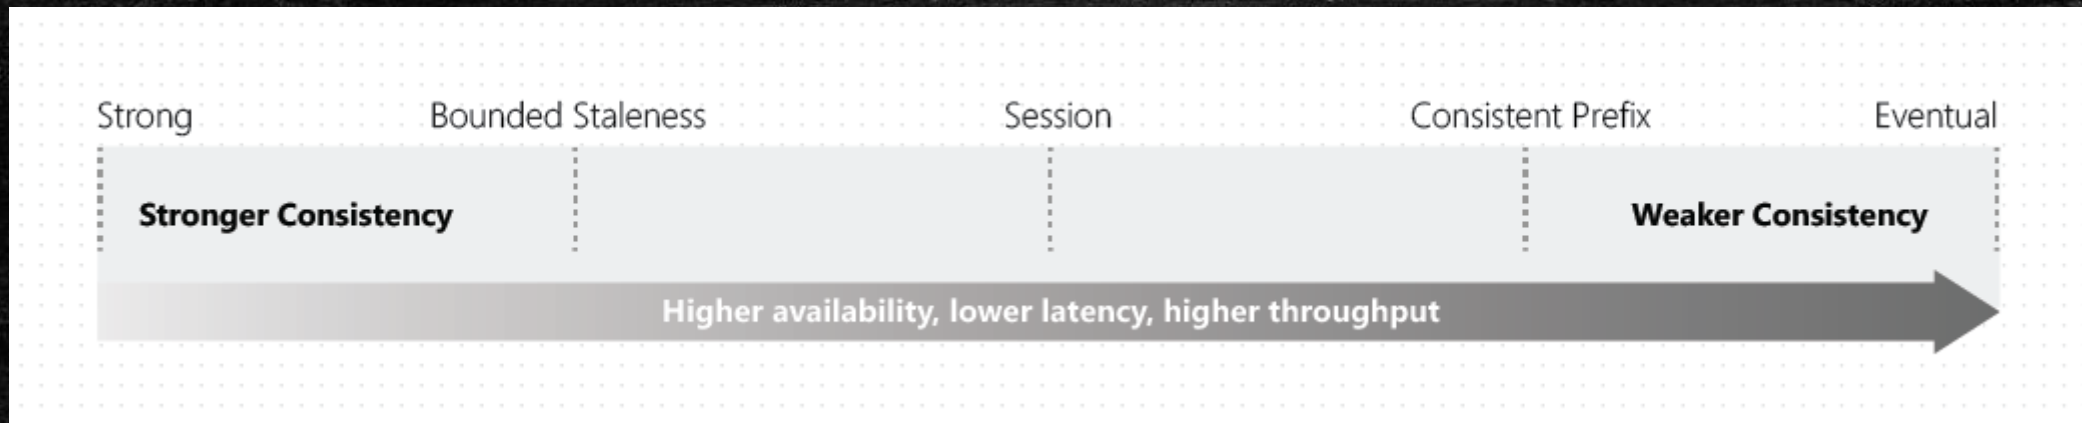 Strong Bounded Staleness Session Consistent Prefix Eventual
Stronger Consistency Weaker Consistency
Higher availability, lower latency, higher throughput